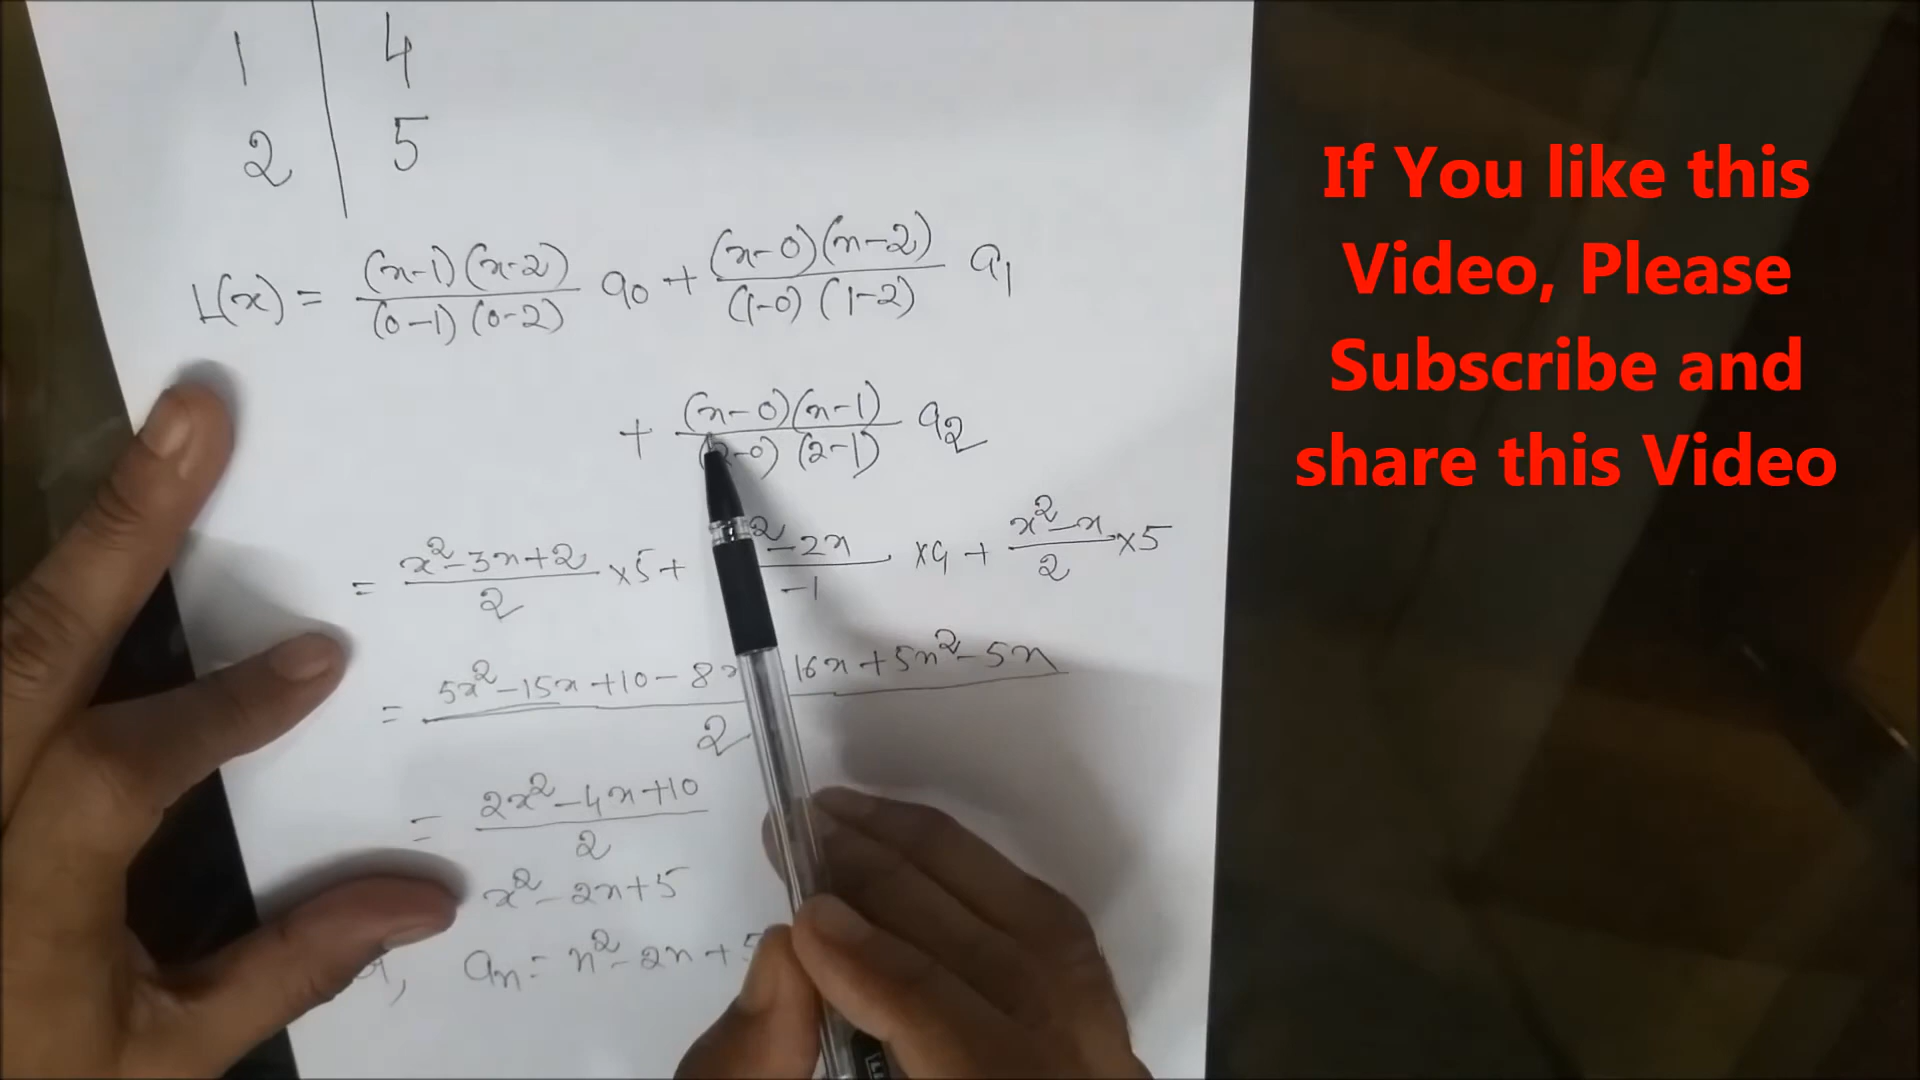 1 4
2 5
L(x) = (x-1)(x-2)/(0-1)(0-2) a0 + (x-0)(x-2)/(1-0)(1-2) a1
+ (x-0)(x-1)/(2-0)(2-1) a2
= x²-3x+2/2 ×5 + ²-2x/-1 ×4 + x²-x/2 ×5
= 5x²-15x+10-8x 16x+5x²-5x/2
= 2x²-4x+10/2
x²-2x+5
an = n²-2n+5
If You like this
Video, Please
Subscribe and
share this Video